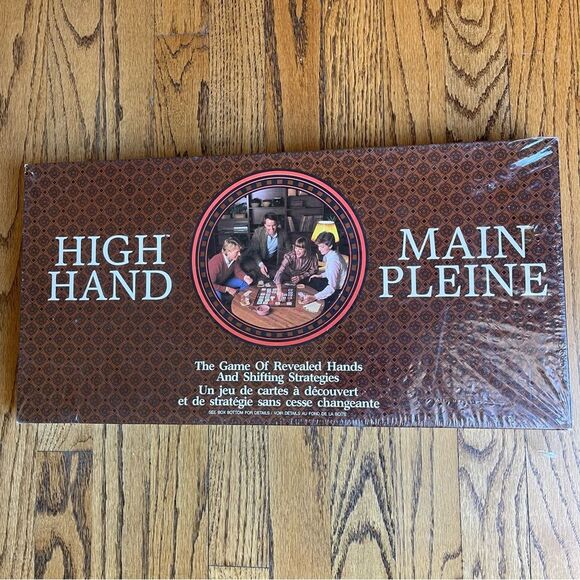 HIGH
HAND
MAIN
PLEINE
The Game Of Revealed Hands
And Shifting Strategies
Un jeu de cartes à découvert
et de stratégie sans cesse changeante
SEE BOX BOTTOM FOR DETAILS / VOIR DÉTAILS AU FOND DE LA BOÎTE